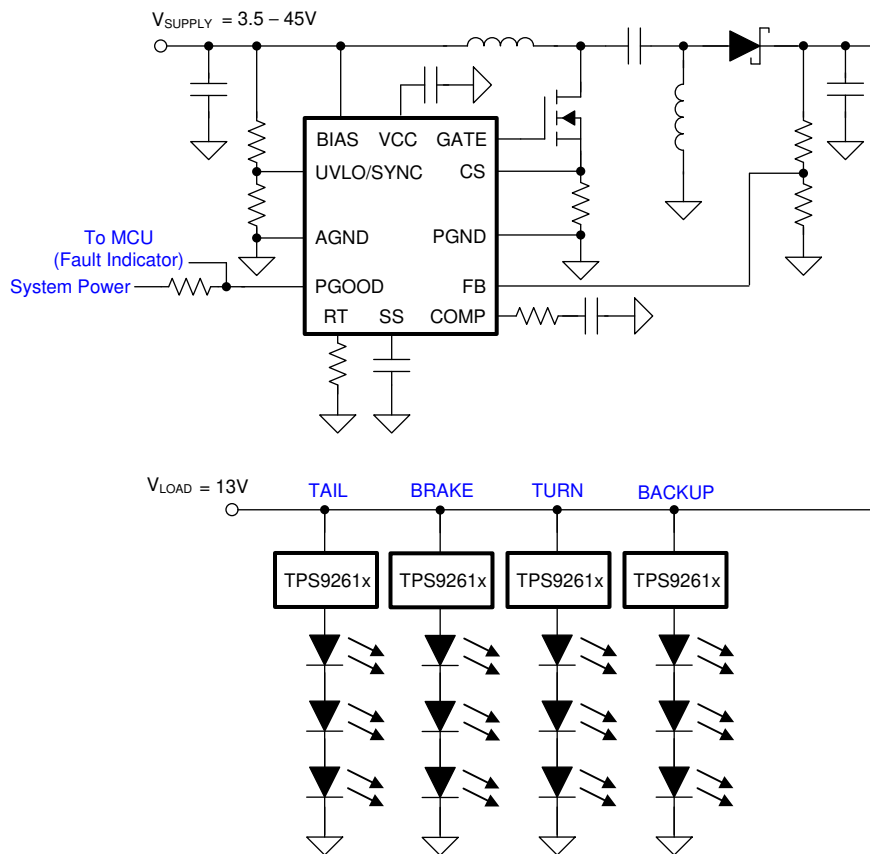 VSUPPLY = 3.5 – 45V
BIAS VCC GATE
UVLO/SYNC CS
AGND PGND
To MCU
(Fault Indicator)
System Power
PGOOD FB
RT SS COMP
VLOAD = 13V
TAIL BRAKE TURN BACKUP
TPS9261x TPS9261x TPS9261x TPS9261x